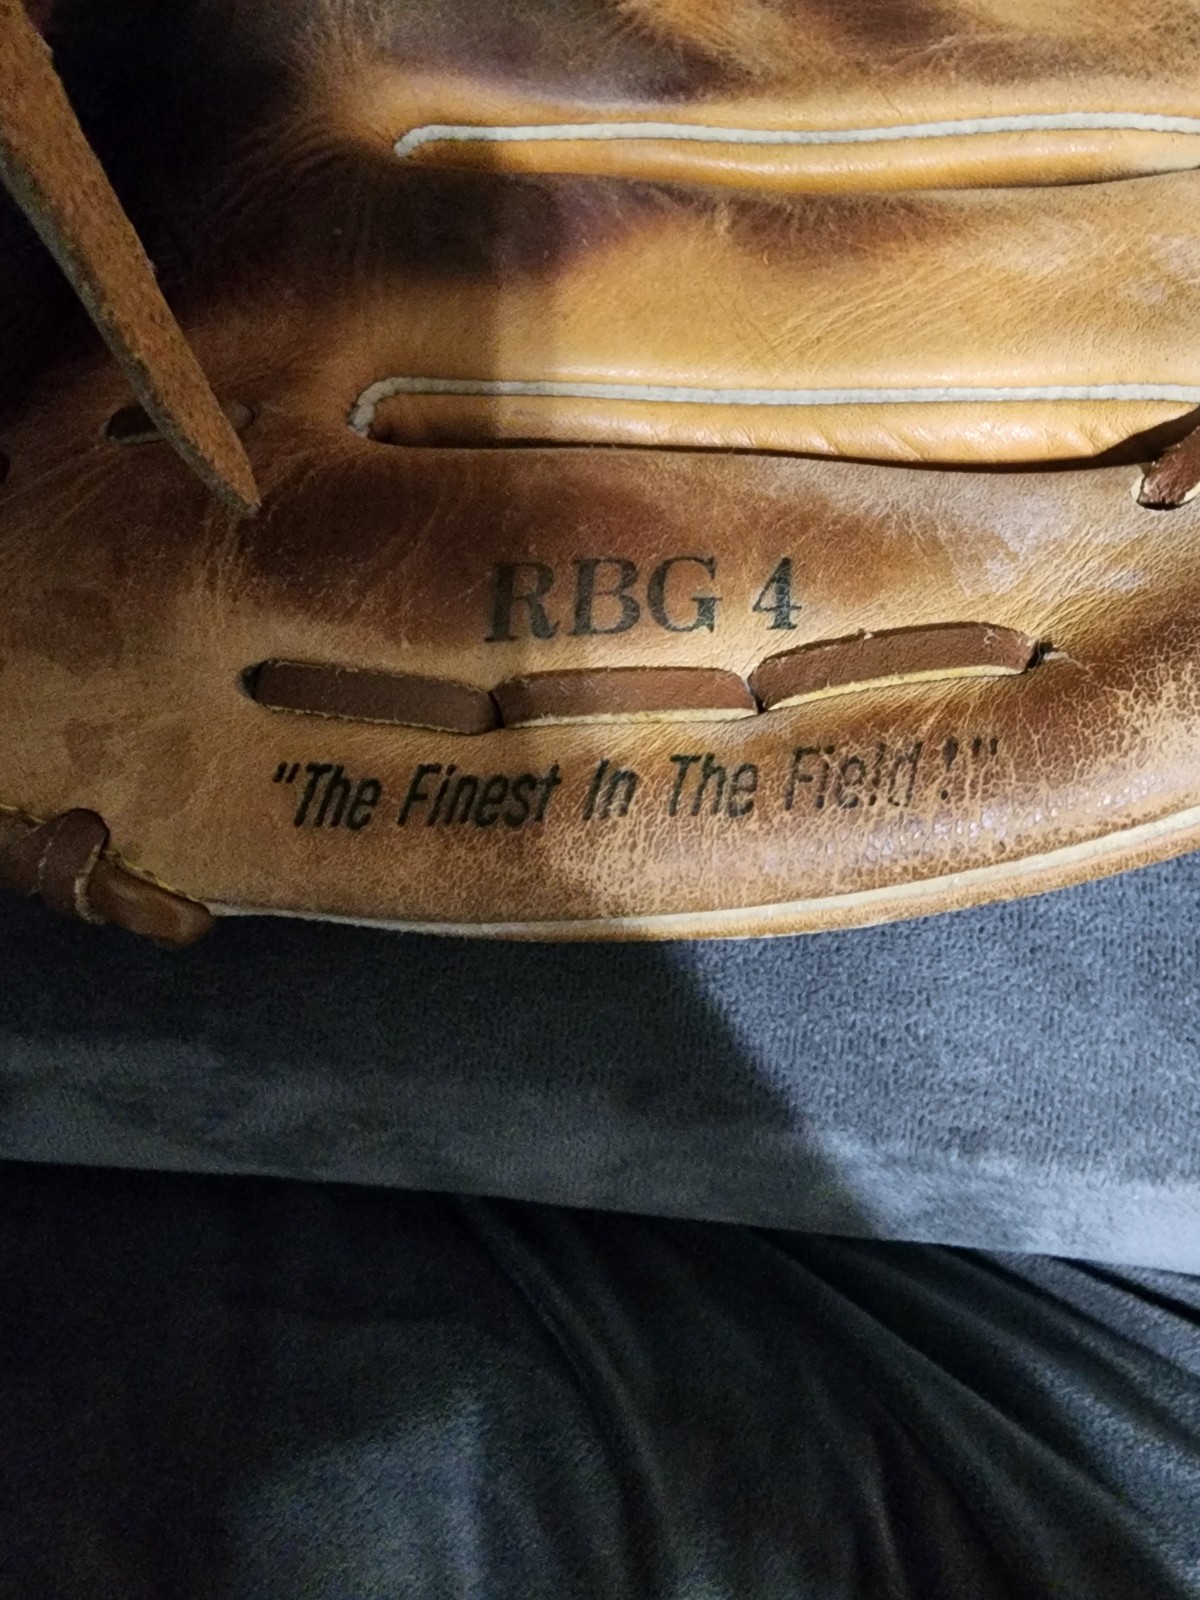 RBG 4
"The Finest In The Field!"